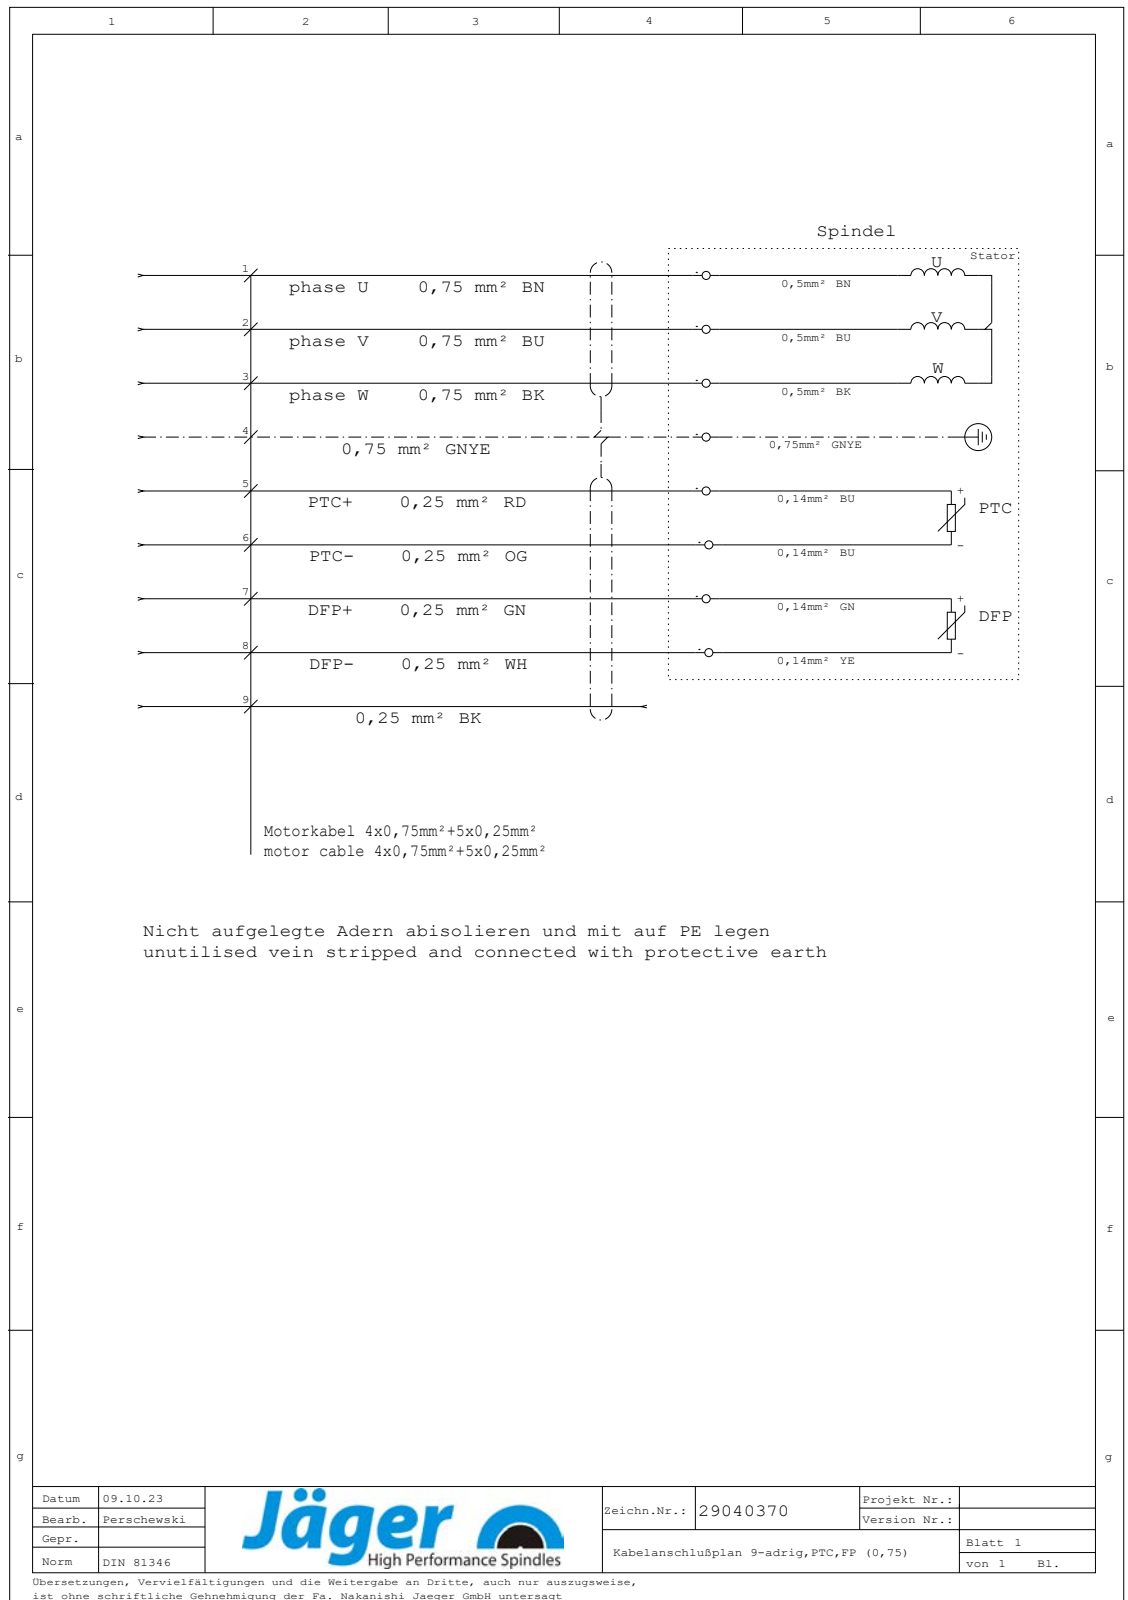 1 2 3 4 5 6
a a
Spindel
Stator
1 U
phase U 0,75 mm² BN 0,5mm² BN
2 V
phase V 0,75 mm² BU 0,5mm² BU
b b
3 W
phase W 0,75 mm² BK 0,5mm² BK
4
0,75 mm² GNYE 0,75mm² GNYE
5 +
PTC+ 0,25 mm² RD 0,14mm² BU PTC
6 -
PTC- 0,25 mm² OG 0,14mm² BU
c c
7 +
DFP+ 0,25 mm² GN 0,14mm² GN DFP
8 -
DFP- 0,25 mm² WH 0,14mm² YE
9
0,25 mm² BK
d d
Motorkabel 4x0,75mm²+5x0,25mm²
motor cable 4x0,75mm²+5x0,25mm²
Nicht aufgelegte Adern abisolieren und mit auf PE legen
unutilised vein stripped and connected with protective earth
e e
f f
g g
Datum 09.10.23
Bearb. Perschewski
Gepr.
Norm DIN 81346
Jäger
High Performance Spindles
Zeichn.Nr.: 29040370
Projekt Nr.:
Version Nr.:
Kabelanschlußplan 9-adrig,PTC,FP (0,75)
Blatt 1
von 1 Bl.
Übersetzungen, Vervielfältigungen und die Weitergabe an Dritte, auch nur auszugsweise,
ist ohne schriftliche Gehnehmigung der Fa. Nakanishi Jaeger GmbH untersagt